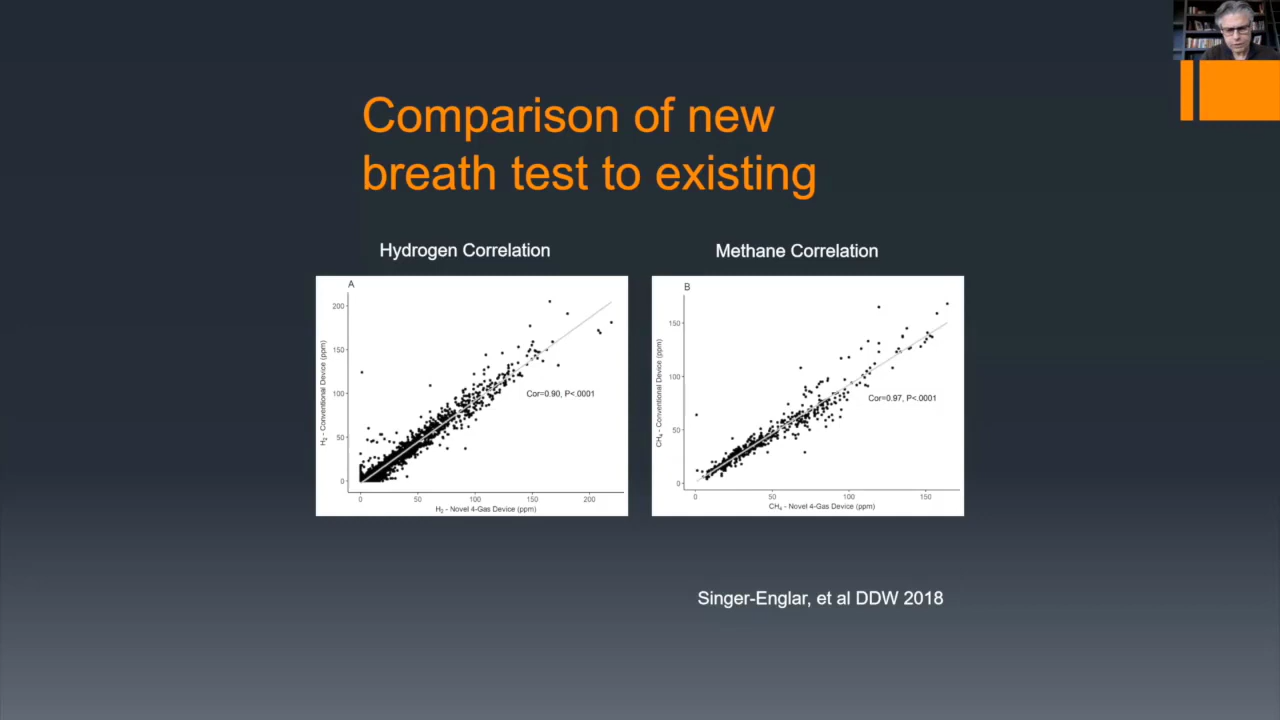 Comparison of new
breath test to existing
Hydrogen Correlation
Methane Correlation
A
200
150
100
50
0
H₂ - Conventional Device (ppm)
Cor=0.90, P<.0001
0 50 100 150 200
H₂ - Novel 4-Gas Device (ppm)
B
150
100
50
0
CH₄ - Conventional Device (ppm)
Cor=0.97, P<.0001
0 50 100 150
CH₄ - Novel 4-Gas Device (ppm)
Singer-Englar, et al DDW 2018